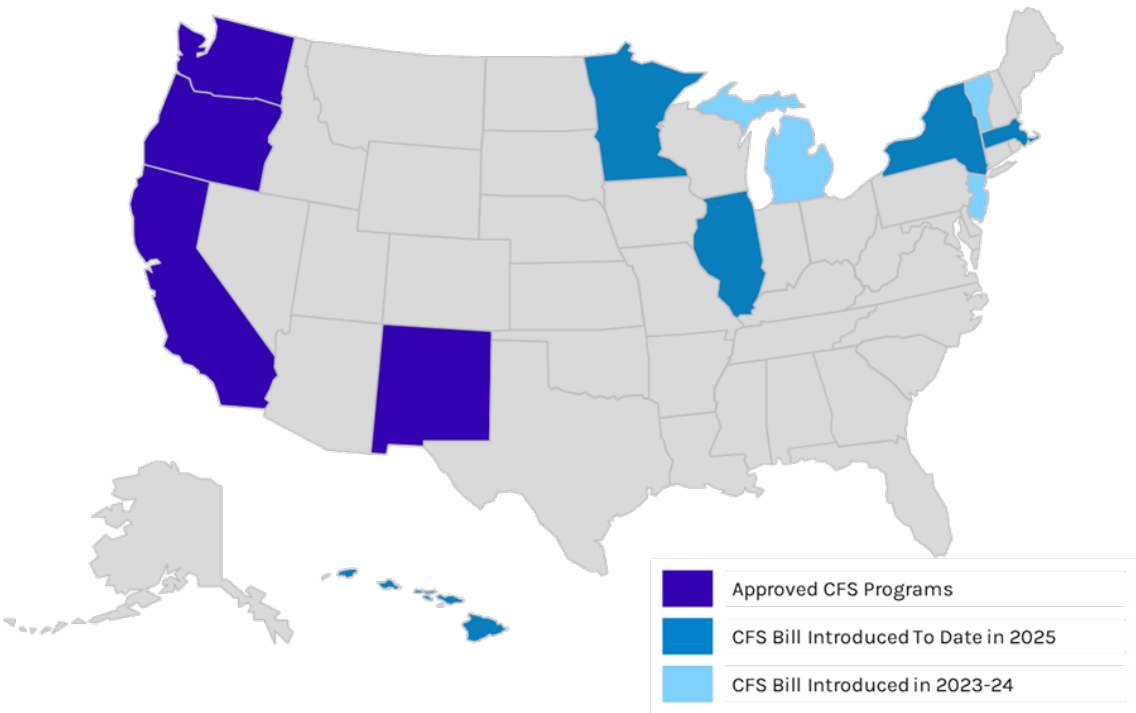 Approved CFS Programs
CFS Bill Introduced To Date in 2025
CFS Bill Introduced in 2023-24